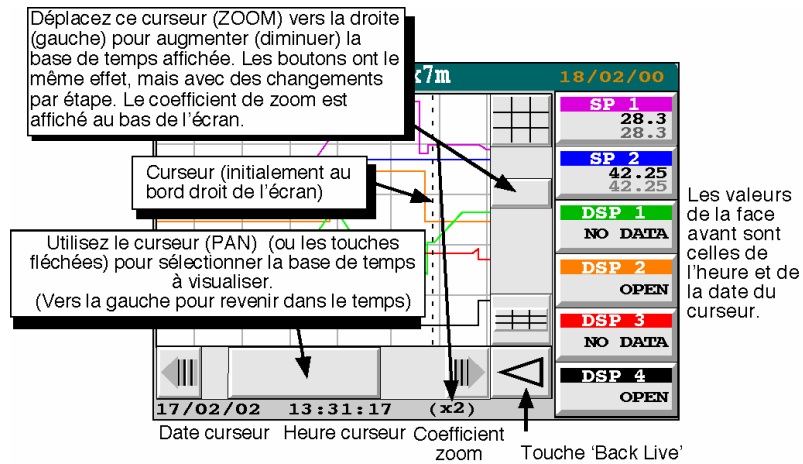 Déplacez ce curseur (ZOOM) vers la droite
(gauche) pour augmenter (diminuer) la
base de temps affichée. Les boutons ont le
même effet, mais avec des changements
par étape. Le coefficient de zoom est
affiché au bas de l'écran.
x7m
18/02/00
SP 1
28.3
28.3
SP 2
42.25
42.25
DSP 1
NO DATA
DSP 2
OPEN
DSP 3
NO DATA
DSP 4
OPEN
Curseur (initialement au
bord droit de l'écran)
Utilisez le curseur (PAN) (ou les touches
fléchées) pour sélectionner la base de temps
à visualiser.
(Vers la gauche pour revenir dans le temps)
Les valeurs
de la face
avant sont
celles de
l'heure et de
la date du
curseur.
17/02/02 13:31:17 (x2)
Date curseur Heure curseur Coefficient
zoom
Touche 'Back Live'